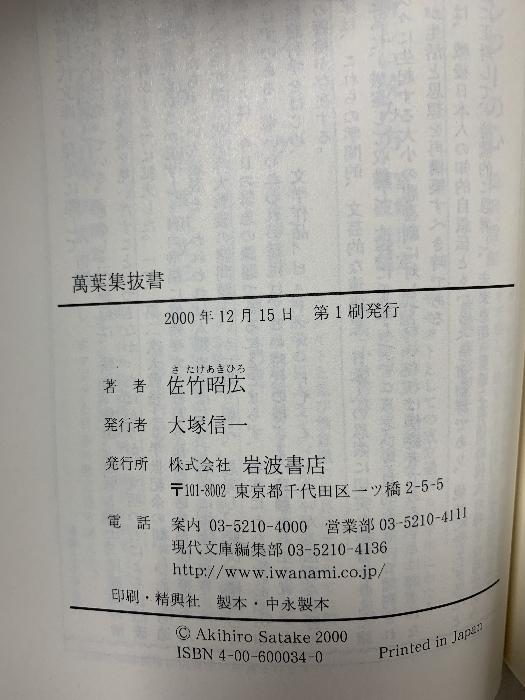 萬葉集抜書
2000年12月15日 第1刷発行
さたけあきひろ
著者 佐竹昭広
発行者 大塚信一
発行所 株式会社 岩波書店
〒101-8002 東京都千代田区一ツ橋2-5-5
電話 案内 03-5210-4000 営業部 03-5210-4111
現代文庫編集部 03-5210-4136
http://www.iwanami.co.jp/
印刷・精興社 製本・中永製本
© Akihiro Satake 2000
ISBN 4-00-600034-0 Printed in Japan